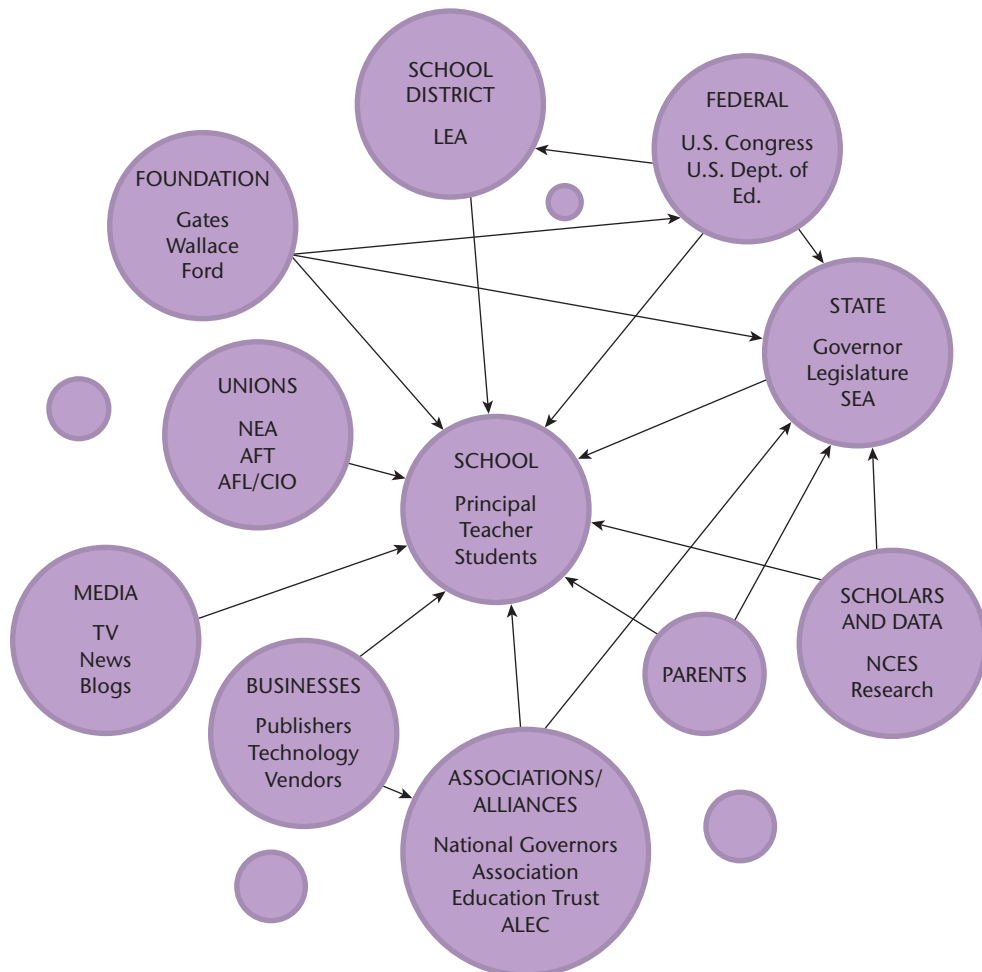 SCHOOL
DISTRICT
LEA
FEDERAL
U.S. Congress
U.S. Dept. of
Ed.
FOUNDATION
Gates
Wallace
Ford
STATE
Governor
Legislature
SEA
UNIONS
NEA
AFT
AFL/CIO
SCHOOL
Principal
Teacher
Students
MEDIA
TV
News
Blogs
SCHOLARS
AND DATA
NCES
Research
PARENTS
BUSINESSES
Publishers
Technology
Vendors
ASSOCIATIONS/
ALLIANCES
National Governors
Association
Education Trust
ALEC